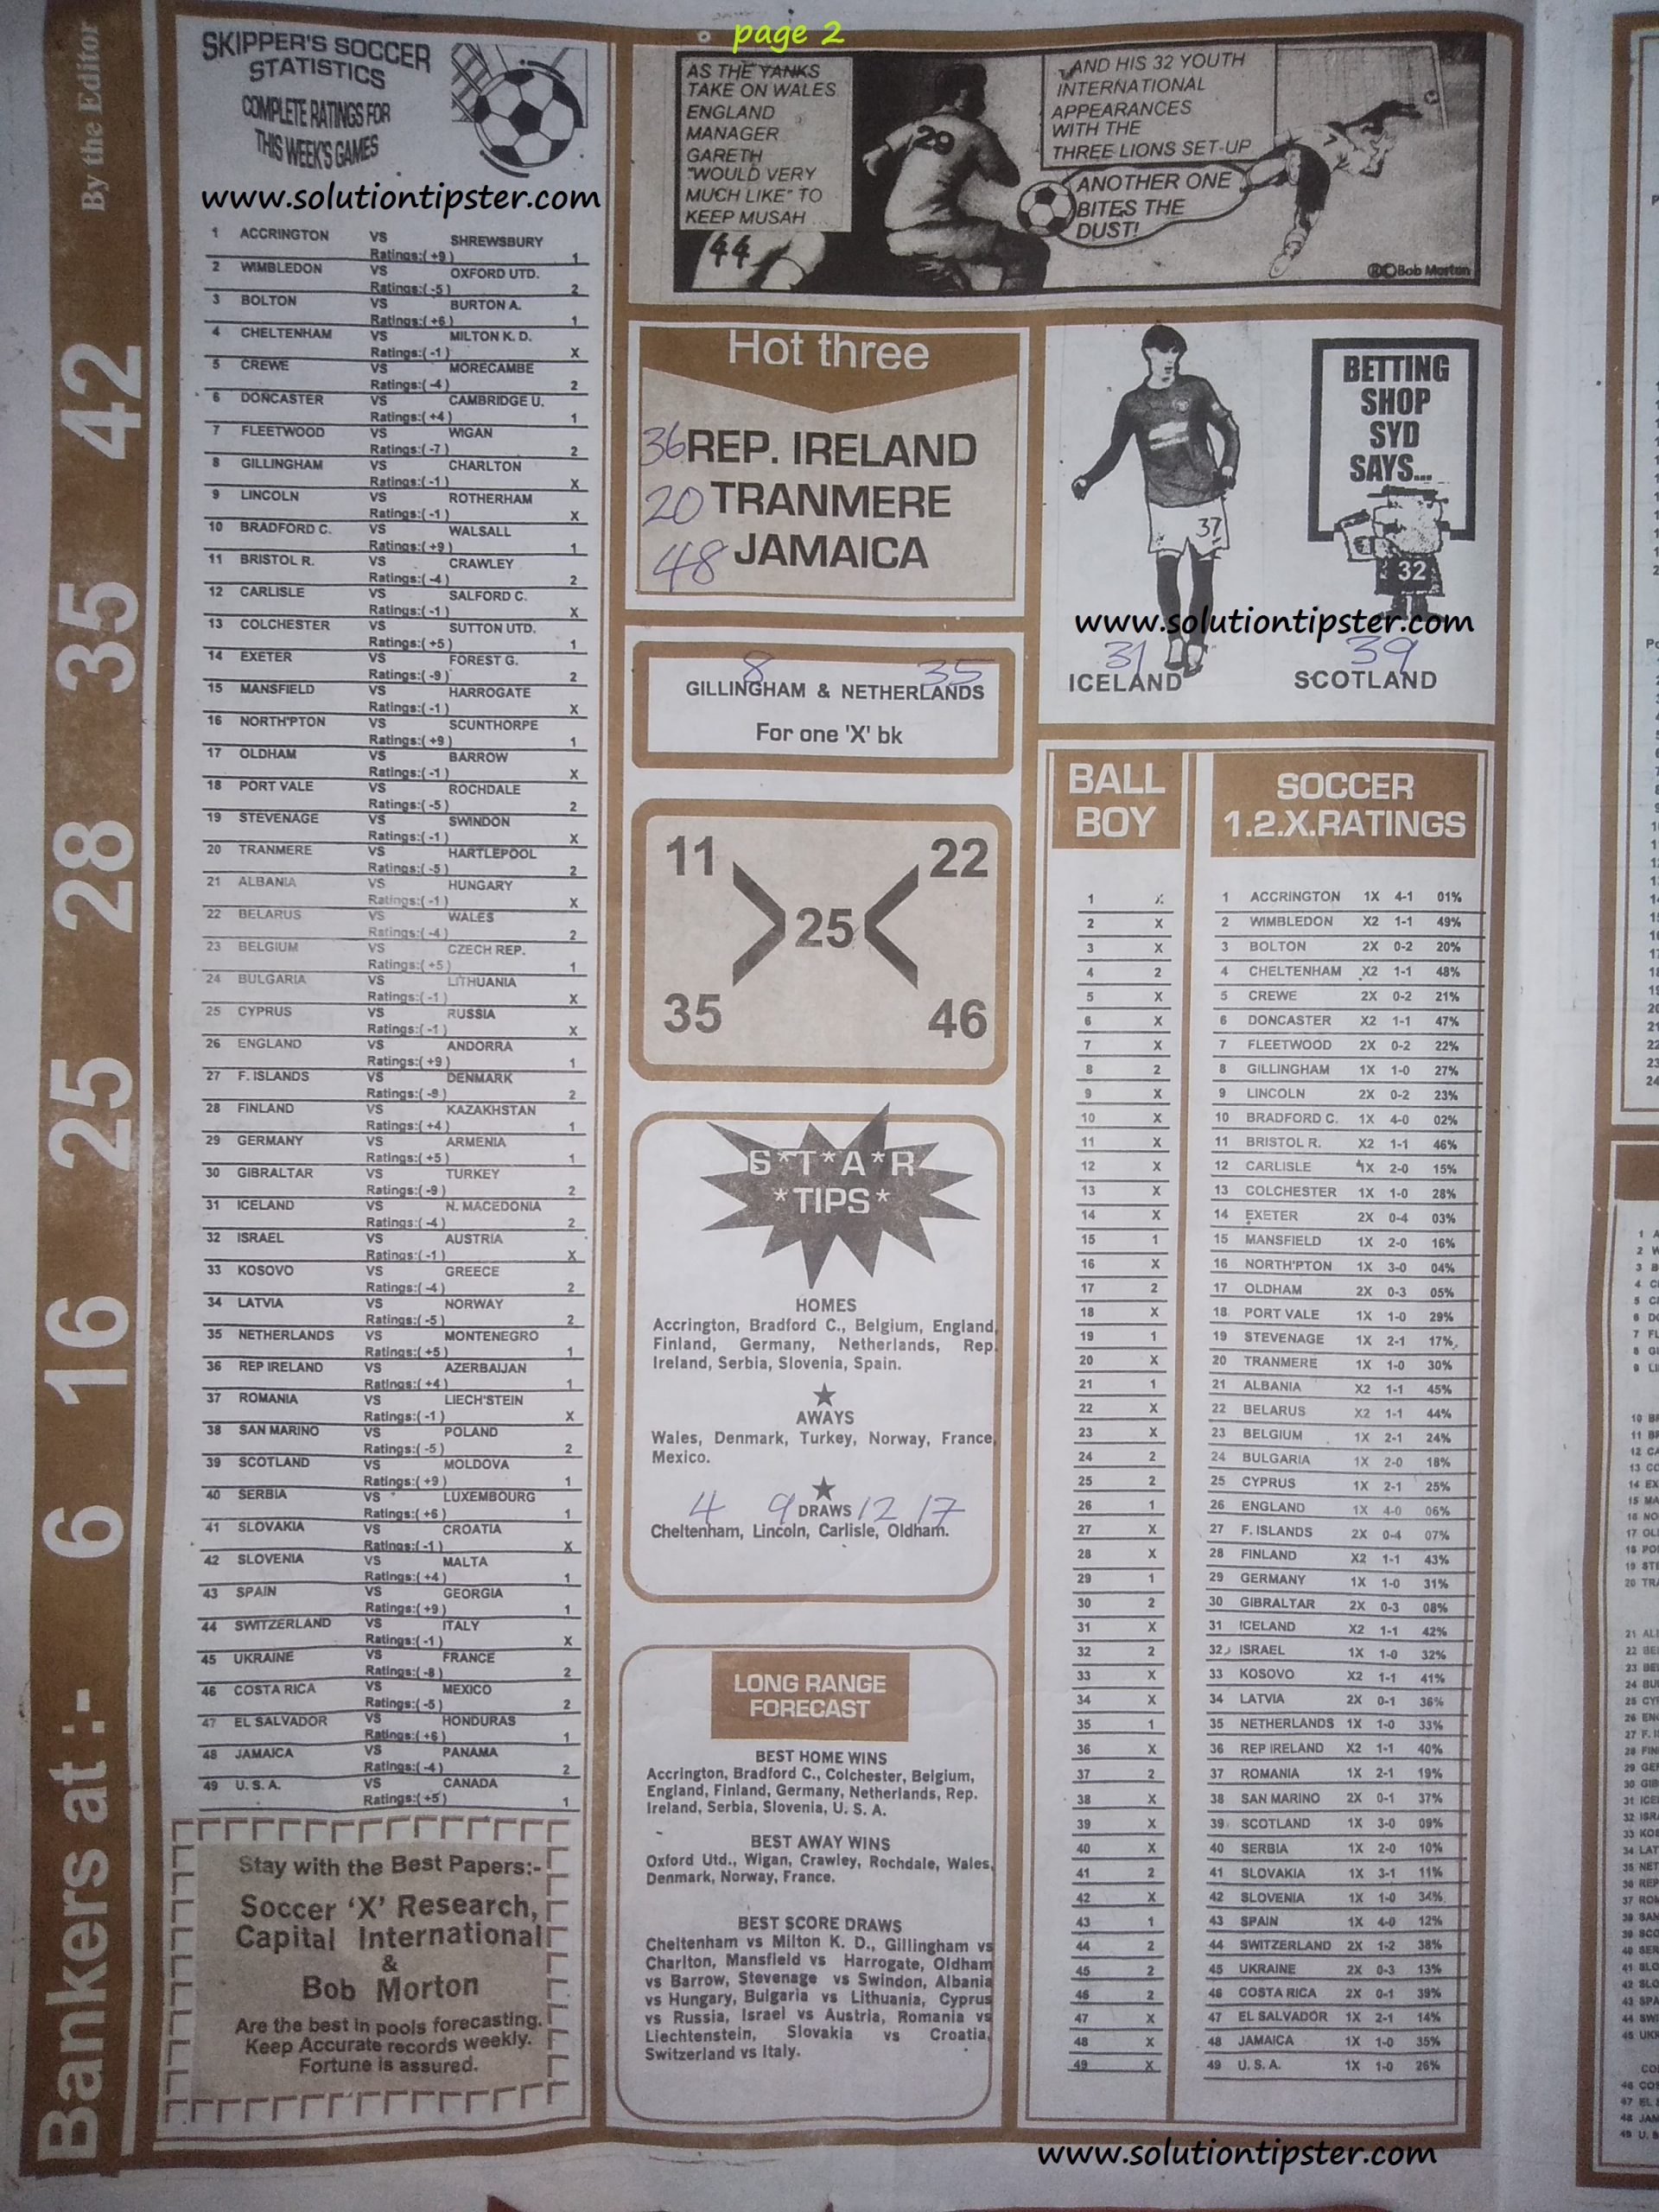 page 2
Bankers at :- 6 16 25 28 35 42 By the Editor
SKIPPER'S SOCCER
STATISTICS
COMPLETE RATINGS FOR
THIS WEEK'S GAMES
www.solutiontipster.com
1 ACCRINGTON VS SHREWSBURY
Ratings:( +9 ) 1
2 WIMBLEDON VS OXFORD UTD.
Ratings:( -5 ) 2
3 BOLTON VS BURTON A.
Ratings:( +6 ) 1
4 CHELTENHAM VS MILTON K. D.
Ratings:( -1 ) X
5 CREWE VS MORECAMBE
Ratings:( -4 ) 2
6 DONCASTER VS CAMBRIDGE U.
Ratings:( +4 ) 1
7 FLEETWOOD VS WIGAN
Ratings:( -7 ) 2
8 GILLINGHAM VS CHARLTON
Ratings:( -1 ) X
9 LINCOLN VS ROTHERHAM
Ratings:( -1 ) X
10 BRADFORD C. VS WALSALL
Ratings:( +9 ) 1
11 BRISTOL R. VS CRAWLEY
Ratings:( -4 ) 2
12 CARLISLE VS SALFORD C.
Ratings:( -1 ) X
13 COLCHESTER VS SUTTON UTD.
Ratings:( +5 ) 1
14 EXETER VS FOREST G.
Ratings:( -9 ) 2
15 MANSFIELD VS HARROGATE
Ratings:( -1 ) X
16 NORTH'PTON VS SCUNTHORPE
Ratings:( +9 ) 1
17 OLDHAM VS BARROW
Ratings:( -1 ) X
18 PORT VALE VS ROCHDALE
Ratings:( -5 ) 2
19 STEVENAGE VS SWINDON
Ratings:( -1 ) X
20 TRANMERE VS HARTLEPOOL
Ratings:( -5 ) 2
21 ALBANIA VS HUNGARY
Ratings:( -1 ) X
22 BELARUS VS WALES
Ratings:( -4 ) 2
23 BELGIUM VS CZECH REP.
Ratings:( +5 ) 1
24 BULGARIA VS LITHUANIA
Ratings:( -1 ) X
25 CYPRUS VS RUSSIA
Ratings:( -1 ) X
26 ENGLAND VS ANDORRA
Ratings:( +9 ) 1
27 F. ISLANDS VS DENMARK
Ratings:( -9 ) 2
28 FINLAND VS KAZAKHSTAN
Ratings:( +4 ) 1
29 GERMANY VS ARMENIA
Ratings:( +5 ) 1
30 GIBRALTAR VS TURKEY
Ratings:( -9 ) 2
31 ICELAND VS N. MACEDONIA
Ratings:( -4 ) 2
32 ISRAEL VS AUSTRIA
Ratings:( -1 ) X
33 KOSOVO VS GREECE
Ratings:( -4 ) 2
34 LATVIA VS NORWAY
Ratings:( -5 ) 2
35 NETHERLANDS VS MONTENEGRO
Ratings:( +5 ) 1
36 REP IRELAND VS AZERBAIJAN
Ratings:( +4 ) 1
37 ROMANIA VS LIECH'STEIN
Ratings:( -1 ) X
38 SAN MARINO VS POLAND
Ratings:( -5 ) 2
39 SCOTLAND VS MOLDOVA
Ratings:( +9 ) 1
40 SERBIA VS LUXEMBOURG
Ratings:( +6 ) 1
41 SLOVAKIA VS CROATIA
Ratings:( -1 ) X
42 SLOVENIA VS MALTA
Ratings:( +4 ) 1
43 SPAIN VS GEORGIA
Ratings:( +9 ) 1
44 SWITZERLAND VS ITALY
Ratings:( -1 ) X
45 UKRAINE VS FRANCE
Ratings:( -8 ) 2
46 COSTA RICA VS MEXICO
Ratings:( -5 ) 2
47 EL SALVADOR VS HONDURAS
Ratings:( +6 ) 1
48 JAMAICA VS PANAMA
Ratings:( -4 ) 2
49 U. S. A. VS CANADA
Ratings:( +5 ) 1
Stay with the Best Papers:-
Soccer 'X' Research,
Capital International
&
Bob Morton
Are the best in pools forecasting.
Keep Accurate records weekly.
Fortune is assured.
AS THE YANKS
TAKE ON WALES
ENGLAND
MANAGER
GARETH
"WOULD VERY
MUCH LIKE" TO
KEEP MUSAH ...
44
29
...AND HIS 32 YOUTH
INTERNATIONAL
APPEARANCES
WITH THE
THREE LIONS SET-UP
ANOTHER ONE
BITES THE
DUST!
®©Bob Morton
Hot three
36 REP. IRELAND
20 TRANMERE
48 JAMAICA
BETTING
SHOP
SYD
SAYS...
37
32
www.solutiontipster.com
31 39
ICELAND SCOTLAND
8 35
GILLINGHAM & NETHERLANDS
For one 'X' bk
11 22
25
35 46
S*T*A*R
*TIPS*
HOMES
Accrington, Bradford C., Belgium, England,
Finland, Germany, Netherlands, Rep.
Ireland, Serbia, Slovenia, Spain.
AWAYS
Wales, Denmark, Turkey, Norway, France,
Mexico.
4 9 DRAWS 12 17
Cheltenham, Lincoln, Carlisle, Oldham.
LONG RANGE
FORECAST
BEST HOME WINS
Accrington, Bradford C., Colchester, Belgium,
England, Finland, Germany, Netherlands, Rep.
Ireland, Serbia, Slovenia, U. S. A.
BEST AWAY WINS
Oxford Utd., Wigan, Crawley, Rochdale, Wales,
Denmark, Norway, France.
BEST SCORE DRAWS
Cheltenham vs Milton K. D., Gillingham vs
Charlton, Mansfield vs Harrogate, Oldham
vs Barrow, Stevenage vs Swindon, Albania
vs Hungary, Bulgaria vs Lithuania, Cyprus
vs Russia, Israel vs Austria, Romania vs
Liechtenstein, Slovakia vs Croatia,
Switzerland vs Italy.
BALL
BOY
1 X
2 X
3 X
4 2
5 X
6 X
7 X
8 2
9 X
10 X
11 X
12 X
13 X
14 X
15 1
16 X
17 2
18 X
19 1
20 X
21 1
22 X
23 X
24 2
25 2
26 1
27 X
28 X
29 1
30 2
31 X
32 2
33 X
34 X
35 1
36 X
37 2
38 X
39 X
40 X
41 2
42 X
43 1
44 2
45 2
46 2
47 X
48 X
49 X
SOCCER
1.2.X.RATINGS
1 ACCRINGTON 1X 4-1 01%
2 WIMBLEDON X2 1-1 49%
3 BOLTON 2X 0-2 20%
4 CHELTENHAM X2 1-1 48%
5 CREWE 2X 0-2 21%
6 DONCASTER X2 1-1 47%
7 FLEETWOOD 2X 0-2 22%
8 GILLINGHAM 1X 1-0 27%
9 LINCOLN 2X 0-2 23%
10 BRADFORD C. 1X 4-0 02%
11 BRISTOL R. X2 1-1 46%
12 CARLISLE 1X 2-0 15%
13 COLCHESTER 1X 1-0 28%
14 EXETER 2X 0-4 03%
15 MANSFIELD 1X 2-0 16%
16 NORTH'PTON 1X 3-0 04%
17 OLDHAM 2X 0-3 05%
18 PORT VALE 1X 1-0 29%
19 STEVENAGE 1X 2-1 17%
20 TRANMERE 1X 1-0 30%
21 ALBANIA X2 1-1 45%
22 BELARUS X2 1-1 44%
23 BELGIUM 1X 2-1 24%
24 BULGARIA 1X 2-0 18%
25 CYPRUS 1X 2-1 25%
26 ENGLAND 1X 4-0 06%
27 F. ISLANDS 2X 0-4 07%
28 FINLAND X2 1-1 43%
29 GERMANY 1X 1-0 31%
30 GIBRALTAR 2X 0-3 08%
31 ICELAND X2 1-1 42%
32 ISRAEL 1X 1-0 32%
33 KOSOVO X2 1-1 41%
34 LATVIA 2X 0-1 36%
35 NETHERLANDS 1X 1-0 33%
36 REP IRELAND X2 1-1 40%
37 ROMANIA 1X 2-1 19%
38 SAN MARINO 2X 0-1 37%
39 SCOTLAND 1X 3-0 09%
40 SERBIA 1X 2-0 10%
41 SLOVAKIA 1X 3-1 11%
42 SLOVENIA 1X 1-0 34%
43 SPAIN 1X 4-0 12%
44 SWITZERLAND 2X 1-2 38%
45 UKRAINE 2X 0-3 13%
46 COSTA RICA 2X 0-1 39%
47 EL SALVADOR 1X 2-1 14%
48 JAMAICA 1X 1-0 35%
49 U. S. A. 1X 1-0 26%
www.solutiontipster.com